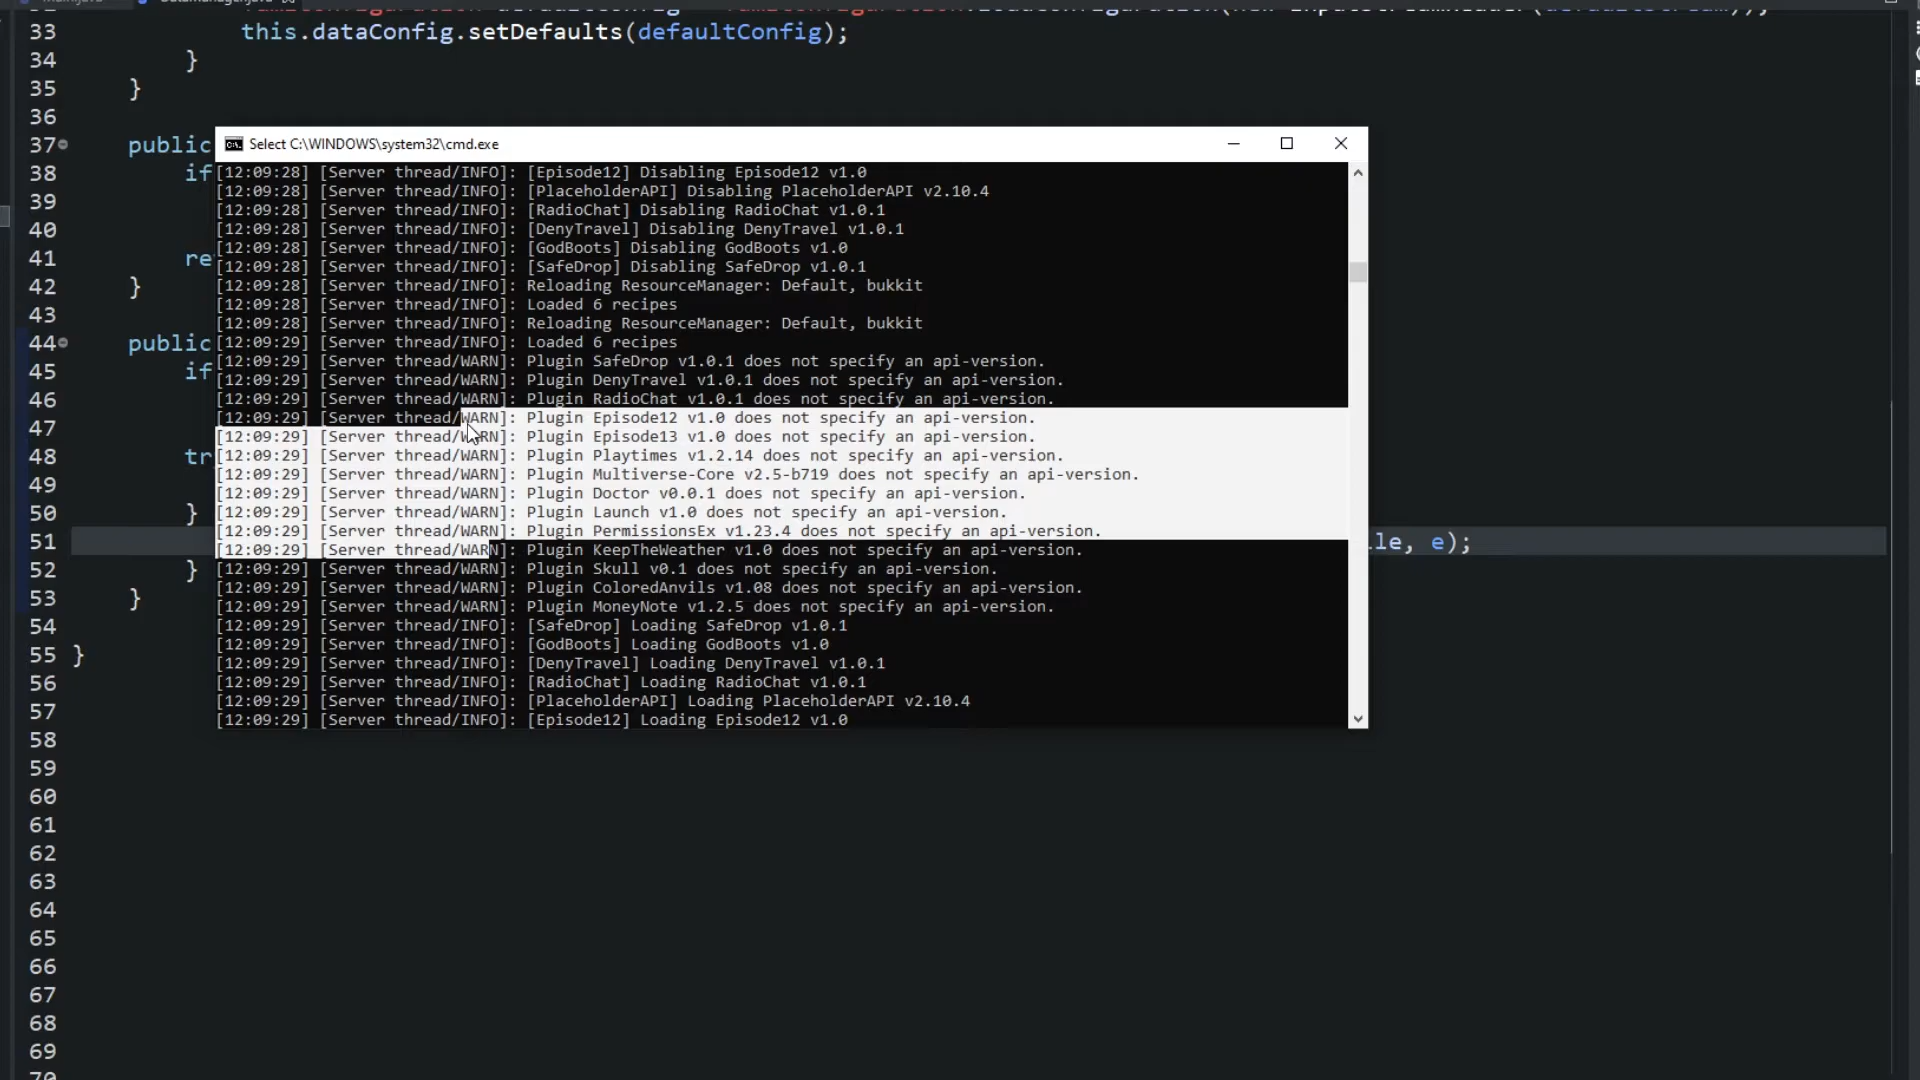 33 this.dataConfig.setDefaults(defaultConfig);
34 }
35 }
36
37 public
38 if
39
40
41 re
42 }
43
44 public
45 if
46
47
48 tr
49
50 }
51 le, e);
52 }
53 }
54
55 }
56
57
58
59
60
61
62
63
64
65
66
67
68
69
Select C:\WINDOWS\system32\cmd.exe
[12:09:28] [Server thread/INFO]: [Episode12] Disabling Episode12 v1.0
[12:09:28] [Server thread/INFO]: [PlaceholderAPI] Disabling PlaceholderAPI v2.10.4
[12:09:28] [Server thread/INFO]: [RadioChat] Disabling RadioChat v1.0.1
[12:09:28] [Server thread/INFO]: [DenyTravel] Disabling DenyTravel v1.0.1
[12:09:28] [Server thread/INFO]: [GodBoots] Disabling GodBoots v1.0
[12:09:28] [Server thread/INFO]: [SafeDrop] Disabling SafeDrop v1.0.1
[12:09:28] [Server thread/INFO]: Reloading ResourceManager: Default, bukkit
[12:09:28] [Server thread/INFO]: Loaded 6 recipes
[12:09:28] [Server thread/INFO]: Reloading ResourceManager: Default, bukkit
[12:09:29] [Server thread/INFO]: Loaded 6 recipes
[12:09:29] [Server thread/WARN]: Plugin SafeDrop v1.0.1 does not specify an api-version.
[12:09:29] [Server thread/WARN]: Plugin DenyTravel v1.0.1 does not specify an api-version.
[12:09:29] [Server thread/WARN]: Plugin RadioChat v1.0.1 does not specify an api-version.
[12:09:29] [Server thread/WARN]: Plugin Episode12 v1.0 does not specify an api-version.
[12:09:29] [Server thread/WARN]: Plugin Episode13 v1.0 does not specify an api-version.
[12:09:29] [Server thread/WARN]: Plugin Playtimes v1.2.14 does not specify an api-version.
[12:09:29] [Server thread/WARN]: Plugin Multiverse-Core v2.5-b719 does not specify an api-version.
[12:09:29] [Server thread/WARN]: Plugin Doctor v0.0.1 does not specify an api-version.
[12:09:29] [Server thread/WARN]: Plugin Launch v1.0 does not specify an api-version.
[12:09:29] [Server thread/WARN]: Plugin PermissionsEx v1.23.4 does not specify an api-version.
[12:09:29] [Server thread/WARN]: Plugin KeepTheWeather v1.0 does not specify an api-version.
[12:09:29] [Server thread/WARN]: Plugin Skull v0.1 does not specify an api-version.
[12:09:29] [Server thread/WARN]: Plugin ColoredAnvils v1.08 does not specify an api-version.
[12:09:29] [Server thread/WARN]: Plugin MoneyNote v1.2.5 does not specify an api-version.
[12:09:29] [Server thread/INFO]: [SafeDrop] Loading SafeDrop v1.0.1
[12:09:29] [Server thread/INFO]: [GodBoots] Loading GodBoots v1.0
[12:09:29] [Server thread/INFO]: [DenyTravel] Loading DenyTravel v1.0.1
[12:09:29] [Server thread/INFO]: [RadioChat] Loading RadioChat v1.0.1
[12:09:29] [Server thread/INFO]: [PlaceholderAPI] Loading PlaceholderAPI v2.10.4
[12:09:29] [Server thread/INFO]: [Episode12] Loading Episode12 v1.0